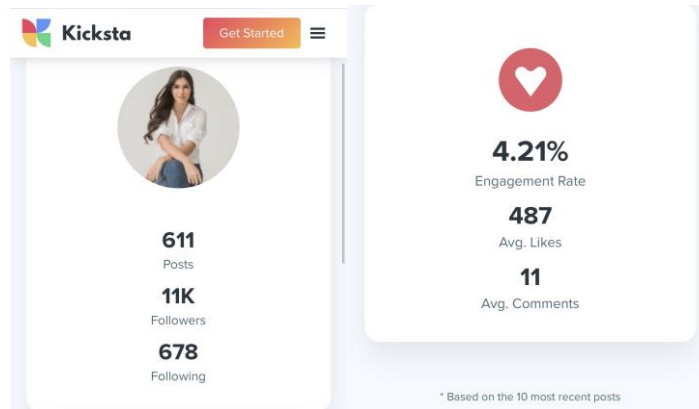 Kicksta
Get Started
611
Posts
11K
Followers
678
Following
4.21%
Engagement Rate
487
Avg. Likes
11
Avg. Comments
* Based on the 10 most recent posts